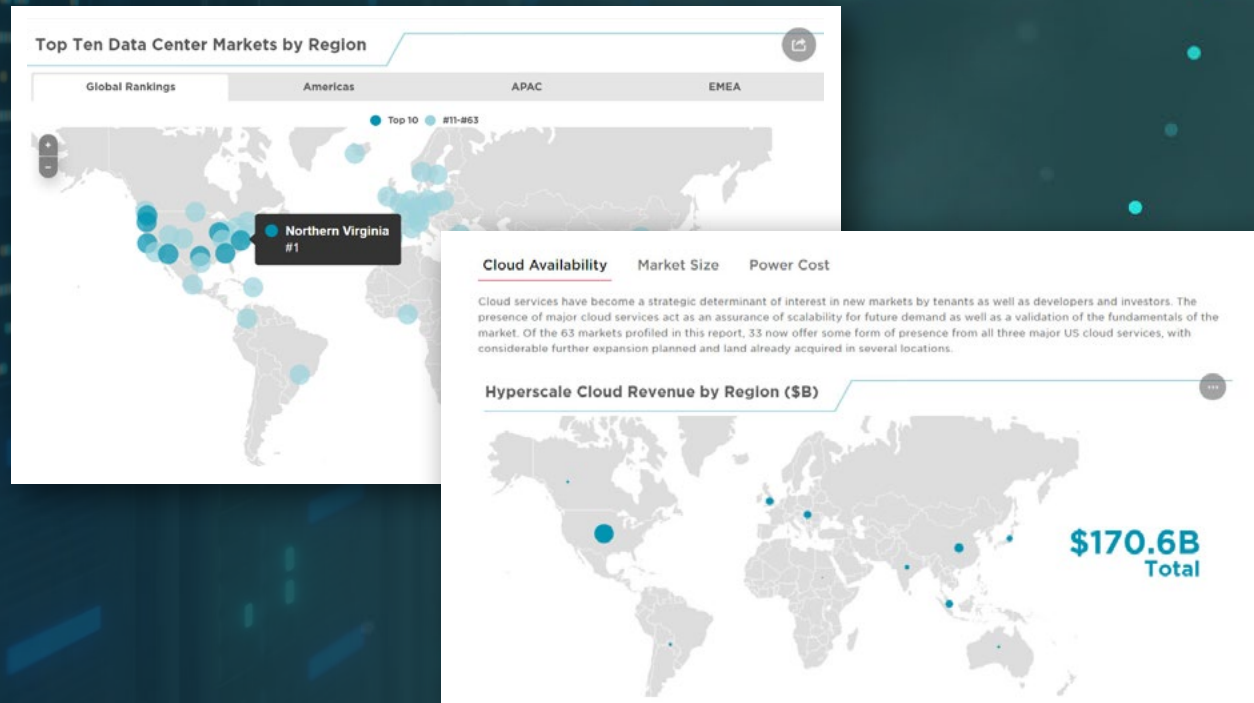 Top Ten Data Center Markets by Region
Global Rankings
Americas
APAC
EMEA
Top 10
#11-#63
+
−
Northern Virginia
#1
Cloud Availability
Market Size
Power Cost
Cloud services have become a strategic determinant of interest in new markets by tenants as well as developers and investors. The
presence of major cloud services act as an assurance of scalability for future demand as well as a validation of the fundamentals of the
market. Of the 63 markets profiled in this report, 33 now offer some form of presence from all three major US cloud services, with
considerable further expansion planned and land already acquired in several locations.
Hyperscale Cloud Revenue by Region ($B)
$170.6B
Total